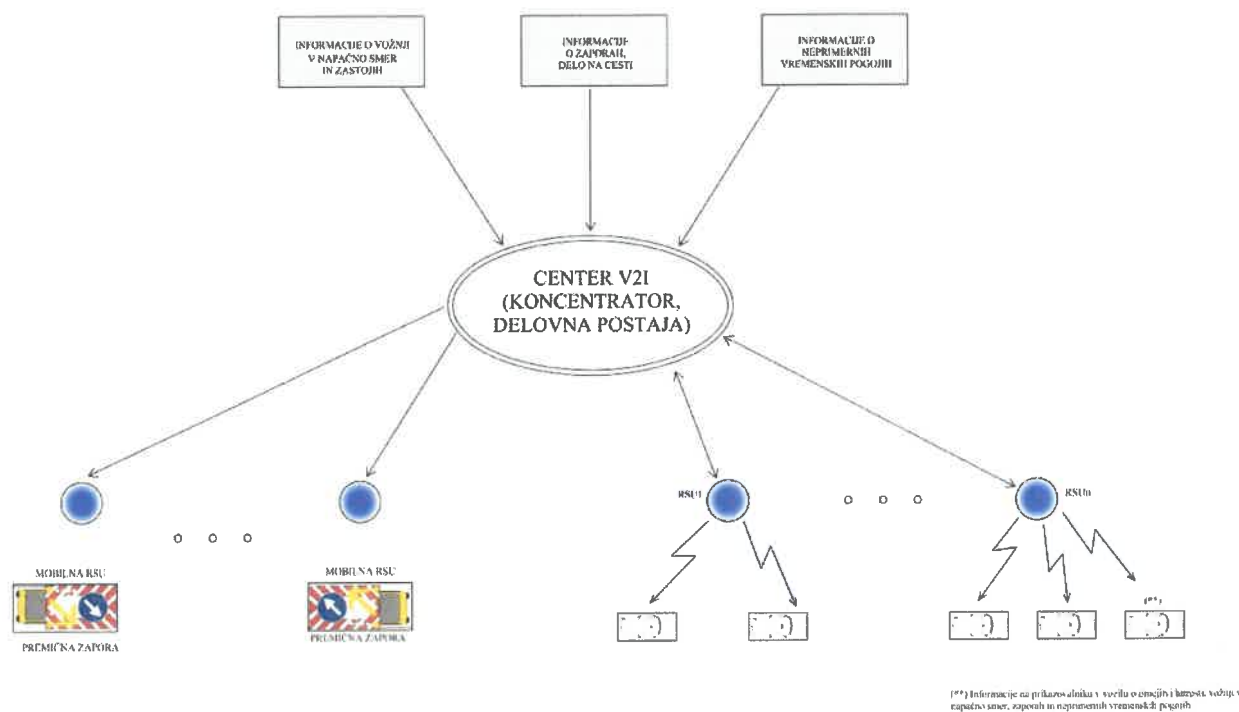 INFORMACIJE O VOŽNJI
V NAPAČNO SMER
IN ZASTOJIH
INFORMACIJE
O ZAPORAH,
DELO NA CESTI
INFORMACIJE O
NEPRIMERNIH
VREMENSKIH POGOJIH
CENTER V2I
(KONCENTRATOR,
DELOVNA POSTAJA)
RSU1
RSUn
MOBILNA RSU
PREMIČNA ZAPORA
MOBILNA RSU
PREMIČNA ZAPORA
(**)
(**) Informacije na prikazovalniku v vozilu o omejitvi hitrosti, vožnji v
napačno smer, zaporah in neprimernih vremenskih pogojih